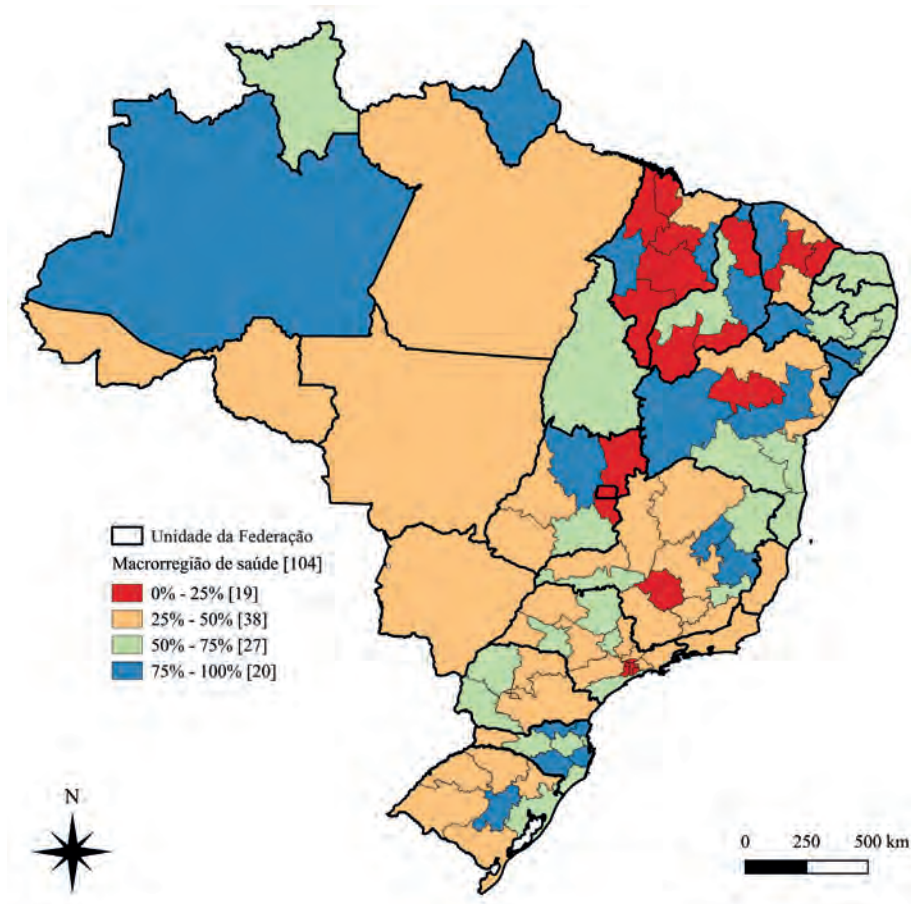 Unidade da Federação
Macrorregião de saúde [104]
0% - 25% [19]
25% - 50% [38]
50% - 75% [27]
75% - 100% [20]
N
0 250 500 km